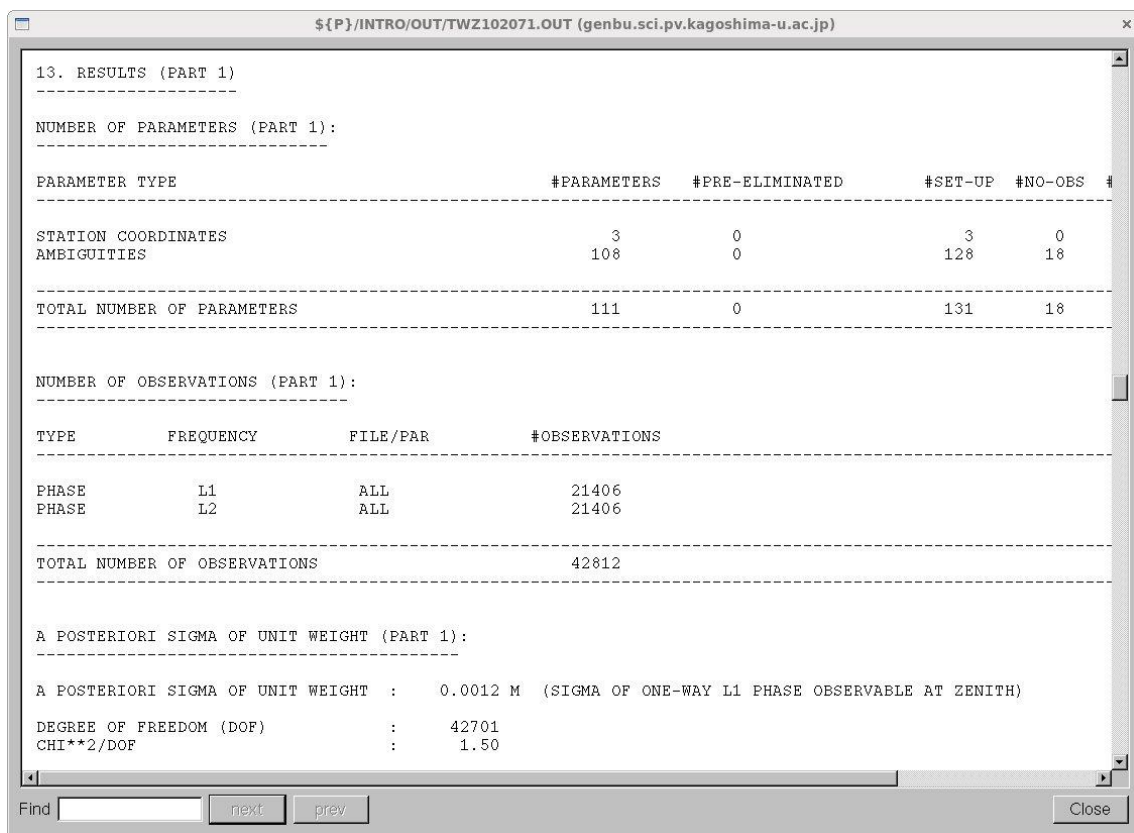 ${P}/INTRO/OUT/TWZ102071.OUT (genbu.sci.pv.kagoshima-u.ac.jp) ×
13. RESULTS (PART 1)
--------------------
NUMBER OF PARAMETERS (PART 1):
-----------------------------
PARAMETER TYPE #PARAMETERS #PRE-ELIMINATED #SET-UP #NO-OBS #
STATION COORDINATES 3 0 3 0
AMBIGUITIES 108 0 128 18
TOTAL NUMBER OF PARAMETERS 111 0 131 18
NUMBER OF OBSERVATIONS (PART 1):
-------------------------------
TYPE FREQUENCY FILE/PAR #OBSERVATIONS
PHASE L1 ALL 21406
PHASE L2 ALL 21406
TOTAL NUMBER OF OBSERVATIONS 42812
A POSTERIORI SIGMA OF UNIT WEIGHT (PART 1):
------------------------------------------
A POSTERIORI SIGMA OF UNIT WEIGHT : 0.0012 M (SIGMA OF ONE-WAY L1 PHASE OBSERVABLE AT ZENITH)
DEGREE OF FREEDOM (DOF) : 42701
CHI**2/DOF : 1.50
Find next prev Close